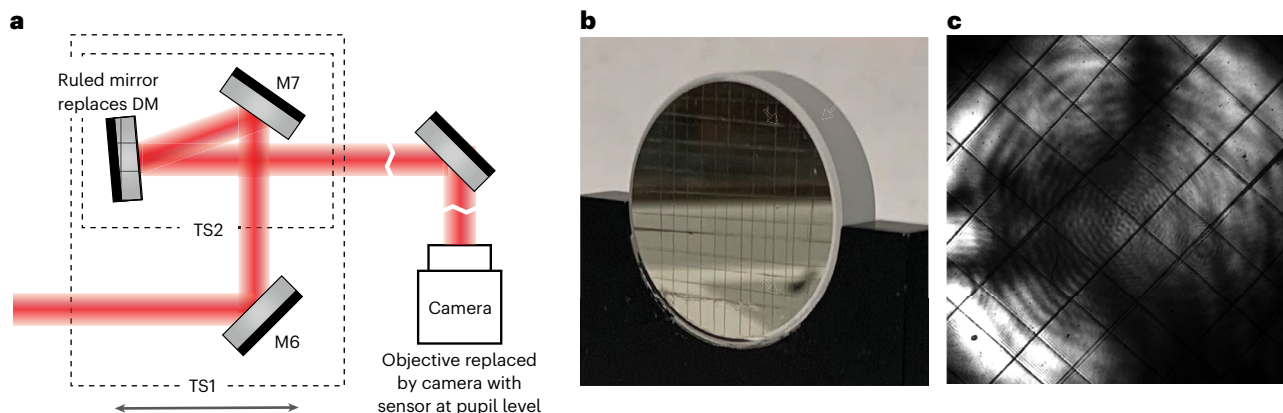 a
Ruled mirror
replaces DM
M7
TS2
M6
TS1
Camera
Objective replaced
by camera with
sensor at pupil level
b
c